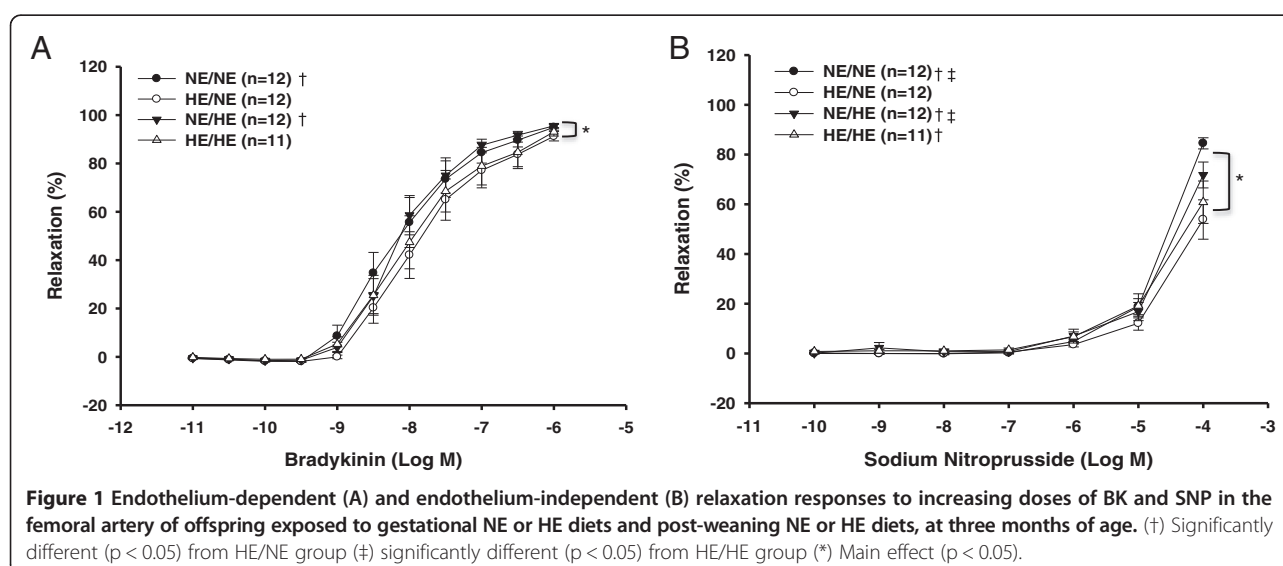 A
120
100
80
60
40
20
0
-20
Relaxation (%)
NE/NE (n=12) †
HE/NE (n=12)
NE/HE (n=12) †
HE/HE (n=11)
*
-12 -11 -10 -9 -8 -7 -6 -5
Bradykinin (Log M)
B
120
100
80
60
40
20
0
-20
Relaxation (%)
NE/NE (n=12) † ‡
HE/NE (n=12)
NE/HE (n=12) † ‡
HE/HE (n=11) †
*
-11 -10 -9 -8 -7 -6 -5 -4 -3
Sodium Nitroprusside (Log M)
Figure 1 Endothelium-dependent (A) and endothelium-independent (B) relaxation responses to increasing doses of BK and SNP in the
femoral artery of offspring exposed to gestational NE or HE diets and post-weaning NE or HE diets, at three months of age. (†) Significantly
different (p < 0.05) from HE/NE group (‡) significantly different (p < 0.05) from HE/HE group (*) Main effect (p < 0.05).